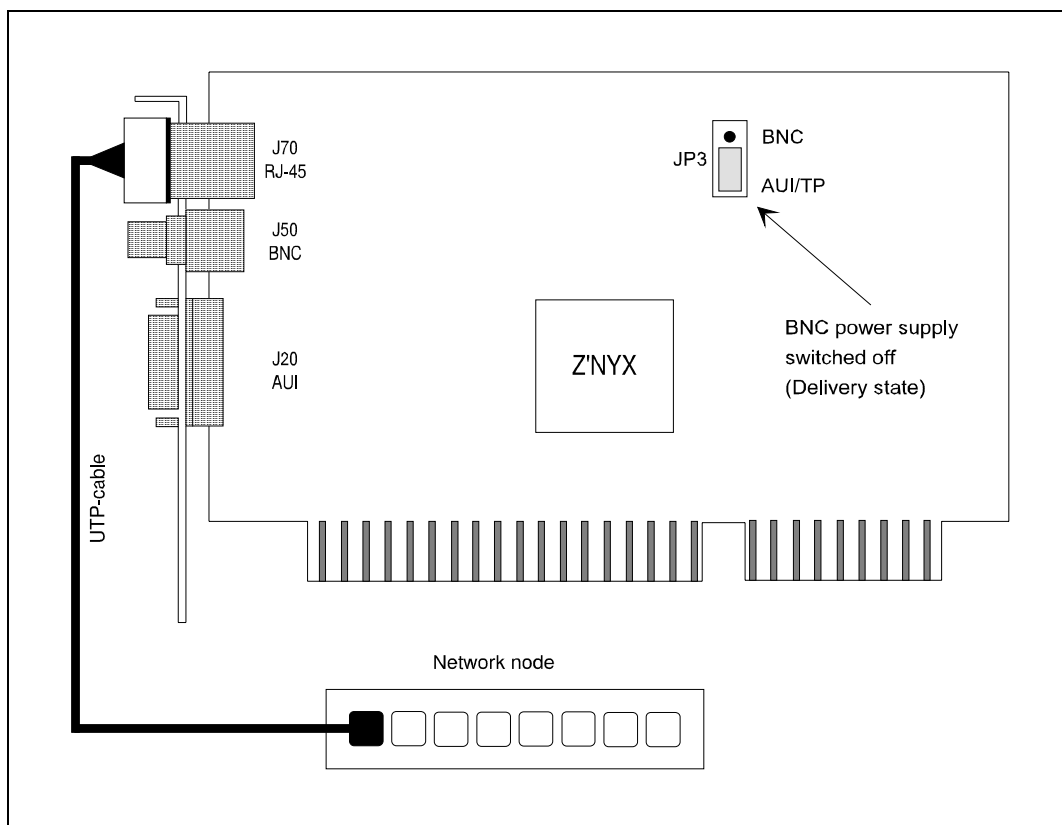 J70
RJ-45
J50
BNC
J20
AUI
JP3
BNC
AUI/TP
BNC power supply
switched off
(Delivery state)
Z'NYX
UTP-cable
Network node